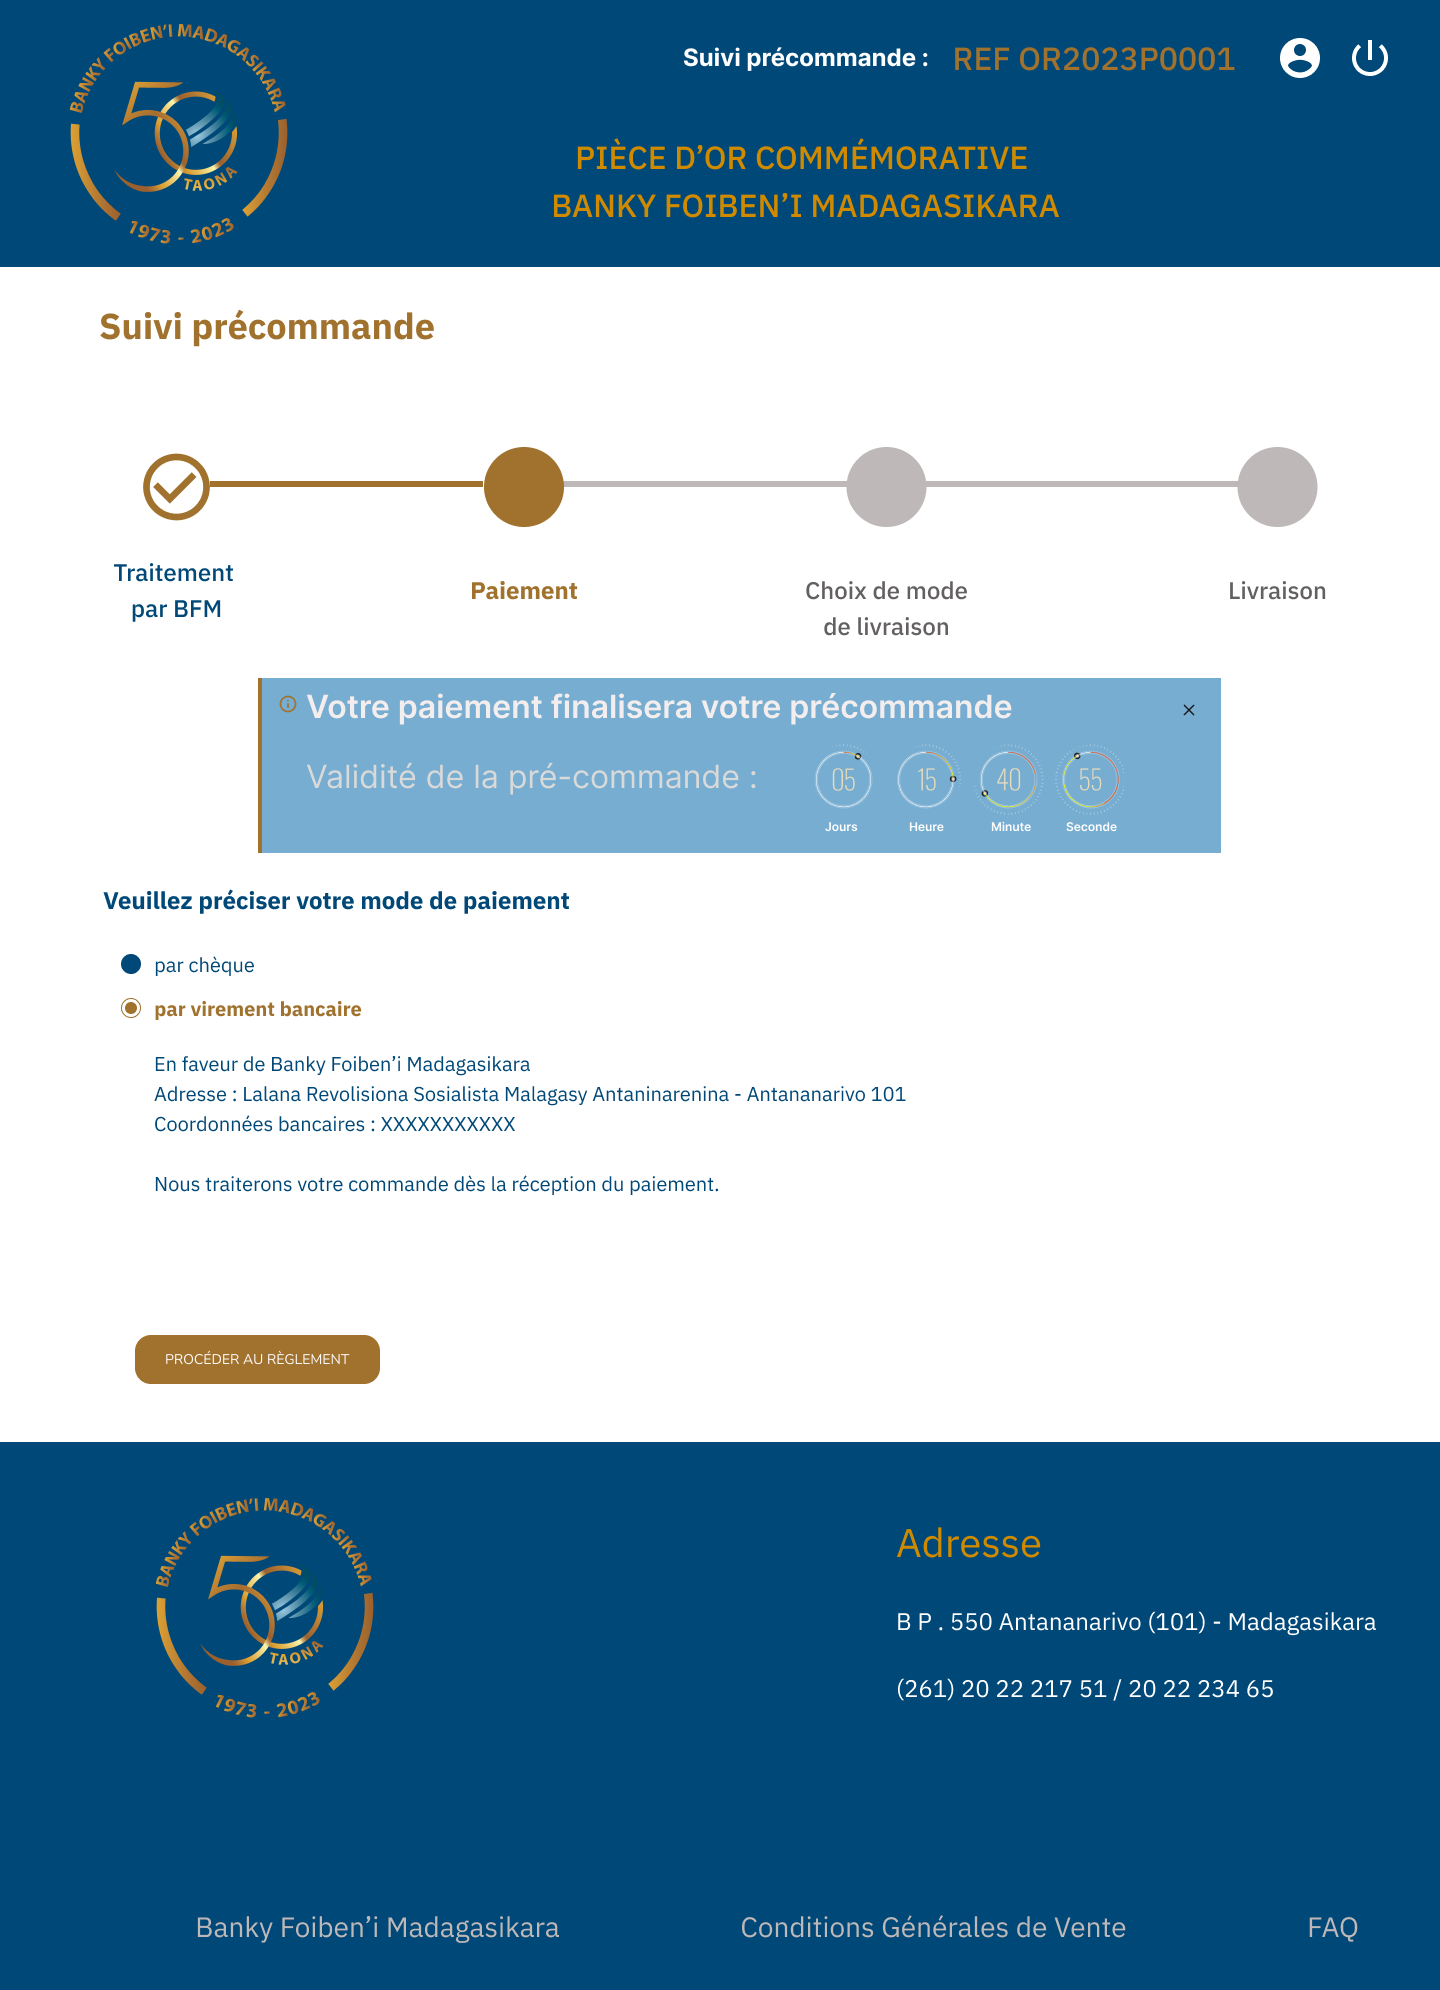 BANKY FOIBEN'I MADAGASIKARA
50
TAONA
1973 - 2023
Suivi précommande : REF OR2023P0001
PIÈCE D’OR COMMÉMORATIVE
BANKY FOIBEN’I MADAGASIKARA
Suivi précommande
Traitement
par BFM
Paiement
Choix de mode
de livraison
Livraison
Votre paiement finalisera votre précommande
Validité de la pré-commande :
05 15 40 55
Jours Heure Minute Seconde
Veuillez préciser votre mode de paiement
par chèque
par virement bancaire
En faveur de Banky Foiben’i Madagasikara
Adresse : Lalana Revolisiona Sosialista Malagasy Antaninarenina - Antananarivo 101
Coordonnées bancaires : XXXXXXXXXXX
Nous traiterons votre commande dès la réception du paiement.
PROCÉDER AU RÈGLEMENT
BANKY FOIBEN'I MADAGASIKARA
50
TAONA
1973 - 2023
Adresse
B P . 550 Antananarivo (101) - Madagasikara
(261) 20 22 217 51 / 20 22 234 65
Banky Foiben’i Madagasikara
Conditions Générales de Vente
FAQ